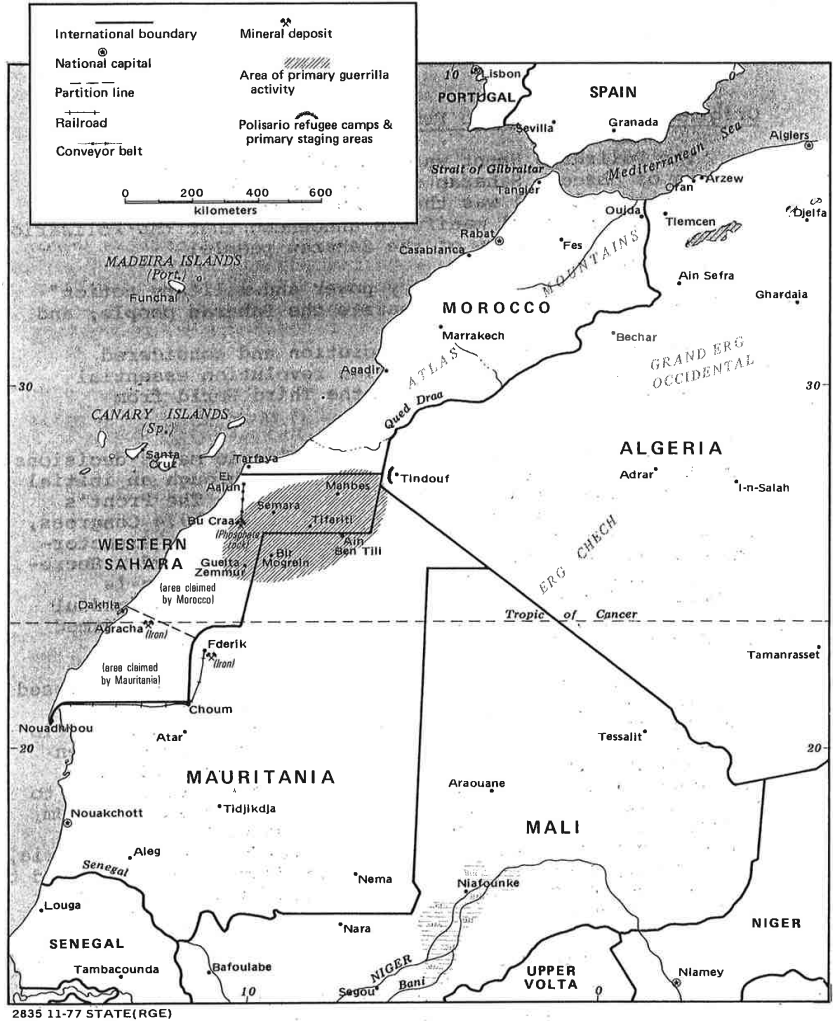 International boundary
National capital
Partition line
Railroad
Conveyor belt
Mineral deposit
Area of primary guerrilla
activity
Polisario refugee camps &
primary staging areas
0 200 400 600
kilometers
10
0
Lisbon
PORTUGAL
SPAIN
Sevilla
Granada
Mediterranean Sea
Algiers
Strait of Gilbraltar
Tangier
Oran
Arzew
Oujda
Tlemcen
Djelfa
Rabat
Casablanca
Fes
MADEIRA ISLANDS
(Port.)
Funchal
MOUNTAINS
Ain Sefra
Ghardaia
MOROCCO
Marrakech
Bechar
ATLAS
GRAND ERG
OCCIDENTAL
Agadir
30
30
Qued Draa
CANARY ISLANDS
(Sp.)
Santa
Cruz
ALGERIA
Tarfaya
El
Aaiun
Mahbes
Tindouf
Adrar
I-n-Salah
Semara
Bu Craa
Tifariti
(Phosphate
rock)
WESTERN
SAHARA
Ain
Ben Tili
Bir
Mogrein
Guelta
Zemmur
ERG CHECH
(area claimed
by Morocco)
Dakhla
Agracha
(Iron)
Tropic of Cancer
Fderik
(Iron)
Tamanrasset
(area claimed
by Mauritania)
Choum
Nouadhibou
Atar
Tessalit
20
20
MAURITANIA
Araouane
Tidjikdja
Nouakchott
MALI
Aleg
Senegal
Nema
Niafounke
Louga
Nara
NIGER
SENEGAL
Tambacounda
Bafoulabe
NIGER
Segou
Bani
UPPER
VOLTA
Niamey
10
0
2835 11-77 STATE(RGE)